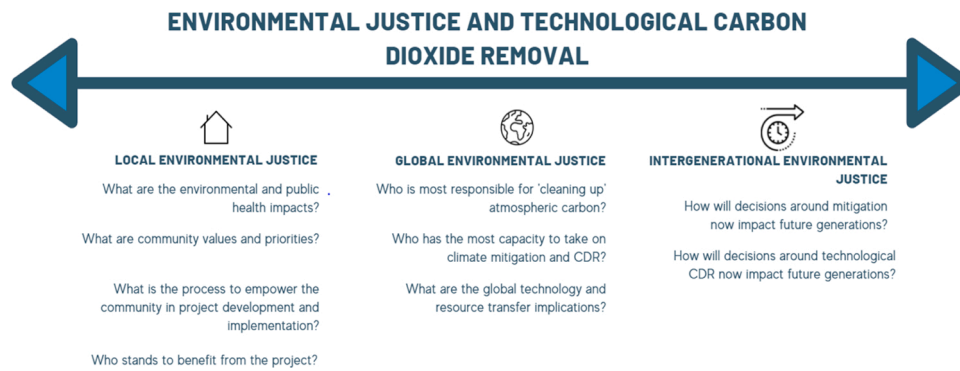 ENVIRONMENTAL JUSTICE AND TECHNOLOGICAL CARBON
DIOXIDE REMOVAL
LOCAL ENVIRONMENTAL JUSTICE
What are the environmental and public
health impacts?
What are community values and priorities?
What is the process to empower the
community in project development and
implementation?
Who stands to benefit from the project?
GLOBAL ENVIRONMENTAL JUSTICE
Who is most responsible for 'cleaning up'
atmospheric carbon?
Who has the most capacity to take on
climate mitigation and CDR?
What are the global technology and
resource transfer implications?
INTERGENERATIONAL ENVIRONMENTAL
JUSTICE
How will decisions around mitigation
now impact future generations?
How will decisions around technological
CDR now impact future generations?